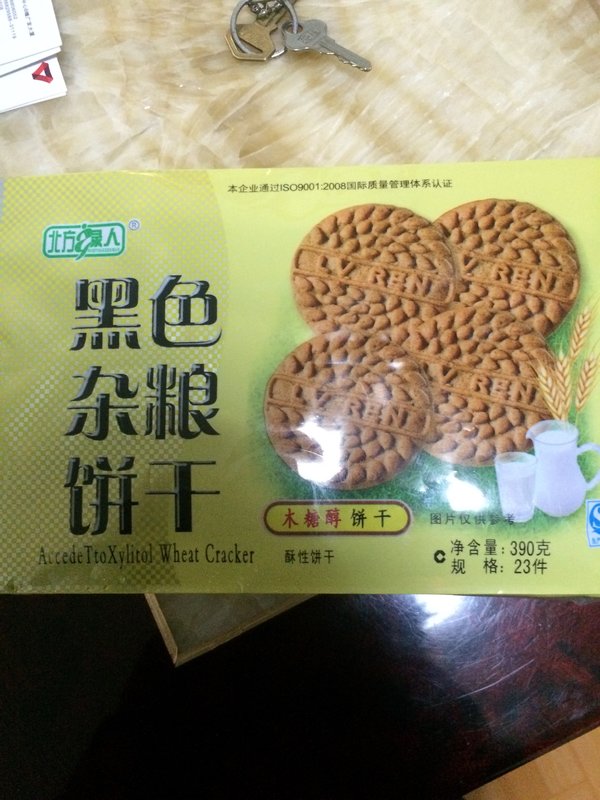 本企业通过ISO9001:2008国际质量管理体系认证
北方绿人®
黑色
杂粮
饼干
AccedeTtoXylitol Wheat Cracker
LV REN
LV REN
LV REN
LV REN
木糖醇饼干
酥性饼干
图片仅供参考
净含量:390克
规 格:23件